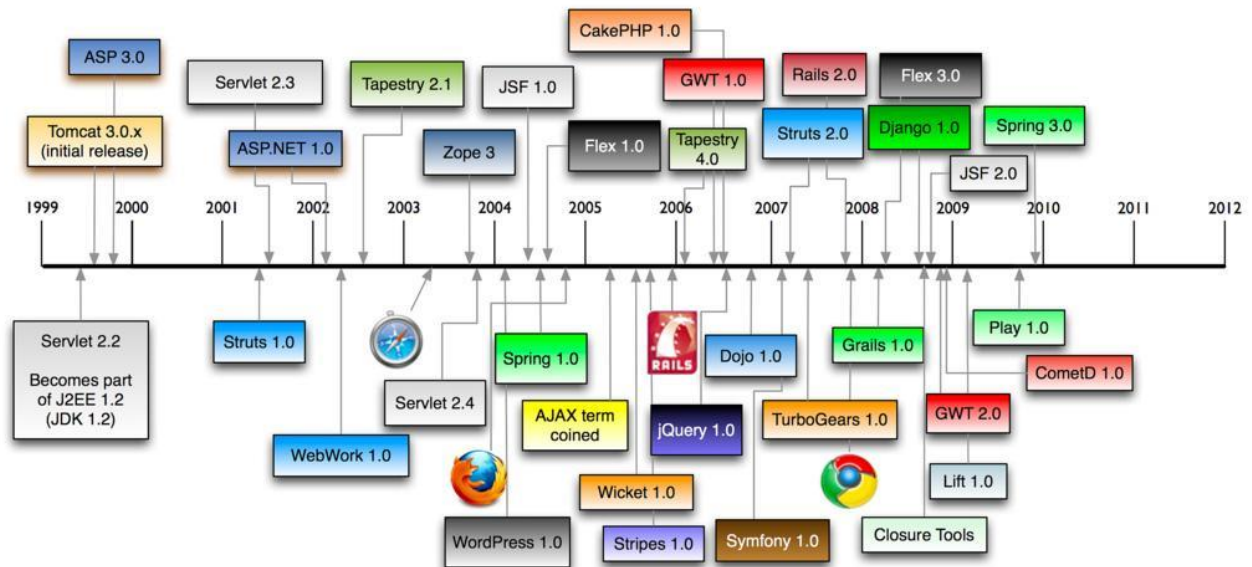 CakePHP 1.0
ASP 3.0
GWT 1.0
Rails 2.0
Flex 3.0
Servlet 2.3
Tapestry 2.1
JSF 1.0
Tomcat 3.0.x
(initial release)
ASP.NET 1.0
Zope 3
Flex 1.0
Tapestry
4.0
Struts 2.0
Django 1.0
Spring 3.0
JSF 2.0
1999
2000
2001
2002
2003
2004
2005
2006
2007
2008
2009
2010
2011
2012
Servlet 2.2
Becomes part
of J2EE 1.2
(JDK 1.2)
Struts 1.0
Spring 1.0
RAILS
Dojo 1.0
Grails 1.0
Play 1.0
CometD 1.0
Servlet 2.4
AJAX term
coined
jQuery 1.0
TurboGears 1.0
GWT 2.0
WebWork 1.0
Wicket 1.0
Lift 1.0
WordPress 1.0
Stripes 1.0
Symfony 1.0
Closure Tools